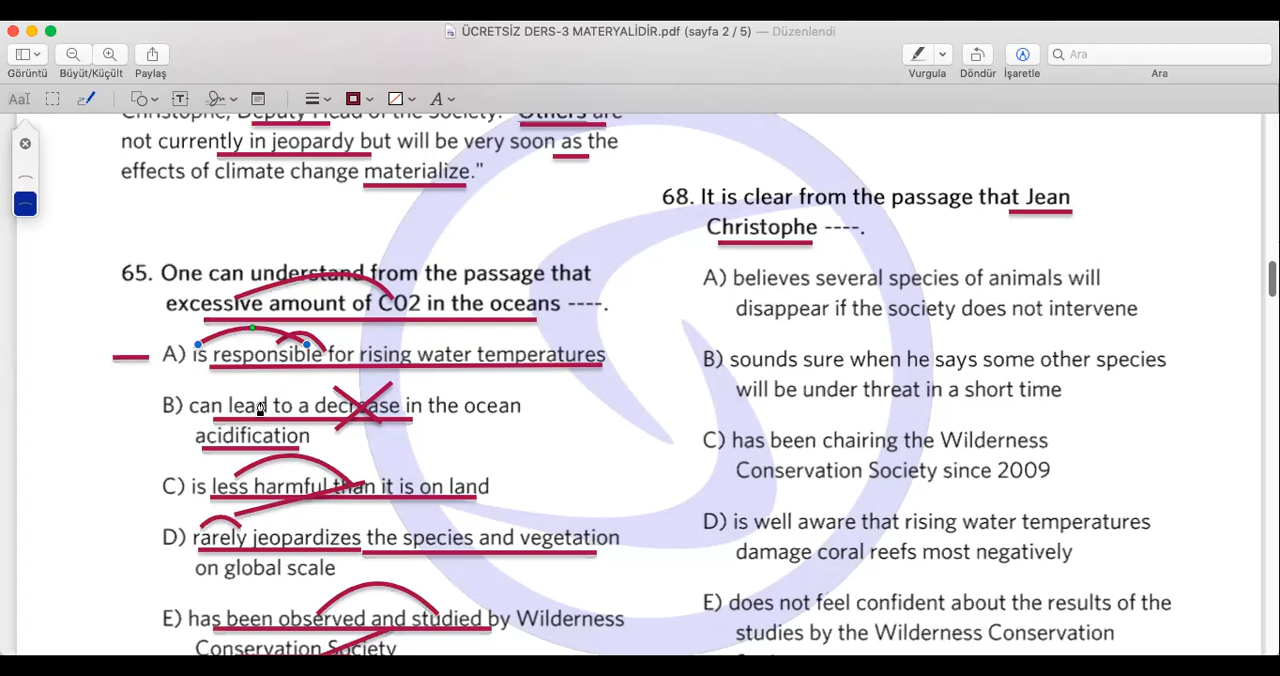 ÜCRETSİZ DERS-3 MATERYALİDİR.pdf (sayfa 2 / 5) — Düzenlendi
Görüntü
Büyüt/Küçült
Paylaş
Vurgula
Döndür
İşaretle
Ara
Ara
Christophe, Deputy Head of the Society. "Others are
not currently in jeopardy but will be very soon as the
effects of climate change materialize."
65. One can understand from the passage that
excessive amount of C02 in the oceans ----.
A) is responsible for rising water temperatures
B) can lead to a decrease in the ocean
acidification
C) is less harmful than it is on land
D) rarely jeopardizes the species and vegetation
on global scale
E) has been observed and studied by Wilderness
Conservation Society
68. It is clear from the passage that Jean
Christophe ----.
A) believes several species of animals will
disappear if the society does not intervene
B) sounds sure when he says some other species
will be under threat in a short time
C) has been chairing the Wilderness
Conservation Society since 2009
D) is well aware that rising water temperatures
damage coral reefs most negatively
E) does not feel confident about the results of the
studies by the Wilderness Conservation